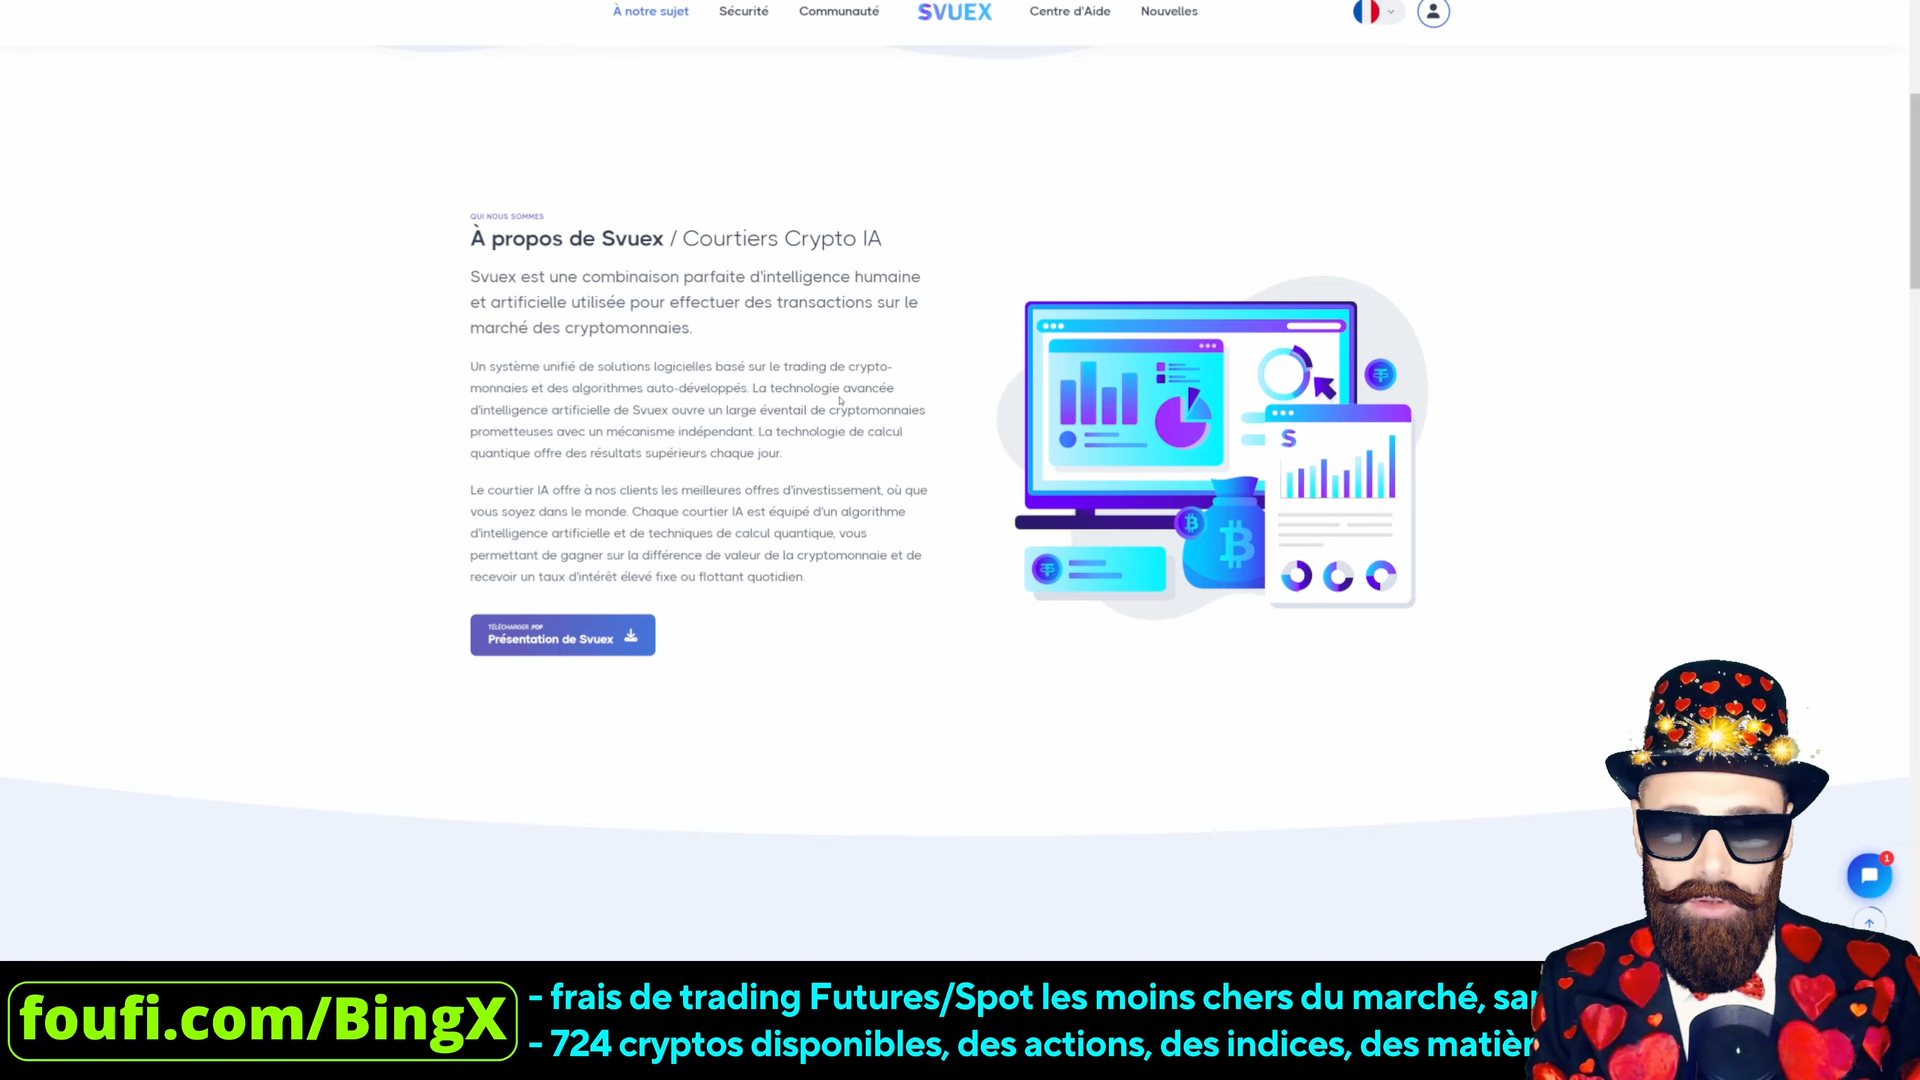 À notre sujet
Sécurité
Communauté
SVUEX
Centre d'Aide
Nouvelles
QUI NOUS SOMMES
À propos de Svuex / Courtiers Crypto IA
Svuex est une combinaison parfaite d'intelligence humaine
et artificielle utilisée pour effectuer des transactions sur le
marché des cryptomonnaies.
Un système unifié de solutions logicielles basé sur le trading de crypto-
monnaies et des algorithmes auto-développés. La technologie avancée
d'intelligence artificielle de Svuex ouvre un large éventail de cryptomonnaies
prometteuses avec un mécanisme indépendant. La technologie de calcul
quantique offre des résultats supérieurs chaque jour.
Le courtier IA offre à nos clients les meilleures offres d'investissement, où que
vous soyez dans le monde. Chaque courtier IA est équipé d'un algorithme
d'intelligence artificielle et de techniques de calcul quantique, vous
permettant de gagner sur la différence de valeur de la cryptomonnaie et de
recevoir un taux d'intérêt élevé fixe ou flottant quotidien.
TÉLÉCHARGER .PDF
Présentation de Svuex
S
1
foufi.com/BingX
- frais de trading Futures/Spot les moins chers du marché,
- 724 cryptos disponibles, des actions, des indices, des